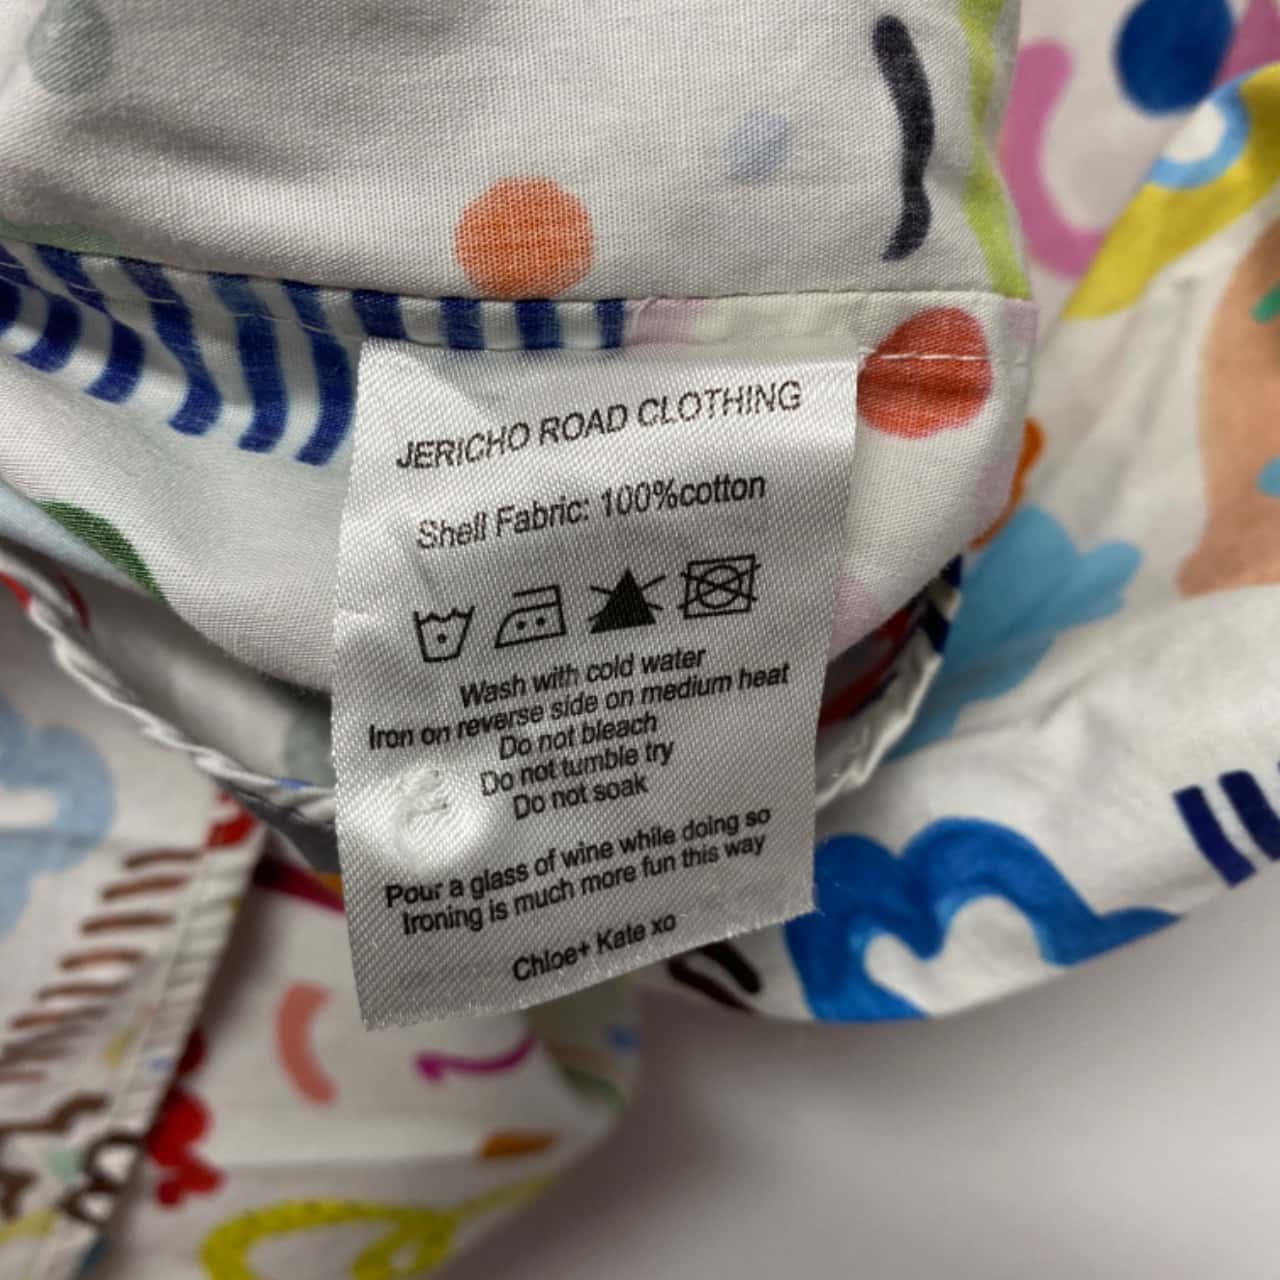 JERICHO ROAD CLOTHING
Shell Fabric: 100%cotton
Wash with cold water
Iron on reverse side on medium heat
Do not bleach
Do not tumble try
Do not soak
Pour a glass of wine while doing so
Ironing is much more fun this way
Chloe+ Kate xo